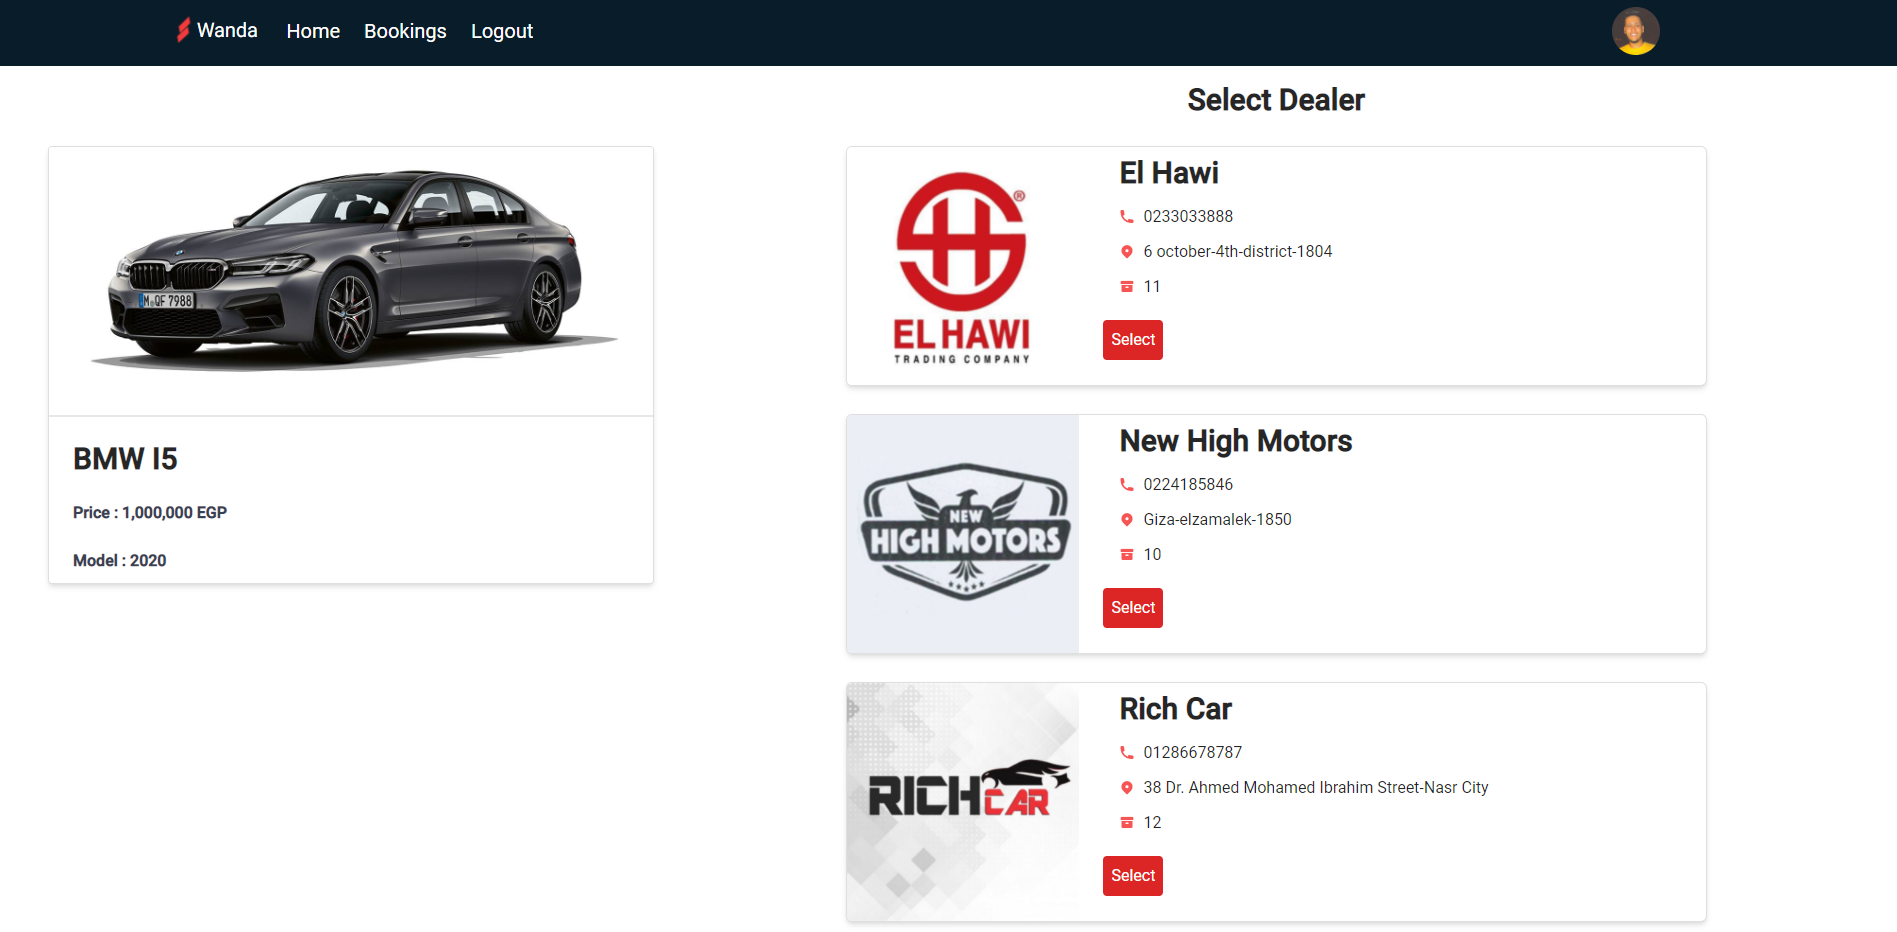 Wanda
Home
Bookings
Logout
Select Dealer
M QF 7988
BMW I5
Price : 1,000,000 EGP
Model : 2020
EL HAWI
TRADING COMPANY
®
El Hawi
0233033888
6 october-4th-district-1804
11
Select
NEW
HIGH MOTORS
New High Motors
0224185846
Giza-elzamalek-1850
10
Select
RICHCAR
Rich Car
01286678787
38 Dr. Ahmed Mohamed Ibrahim Street-Nasr City
12
Select